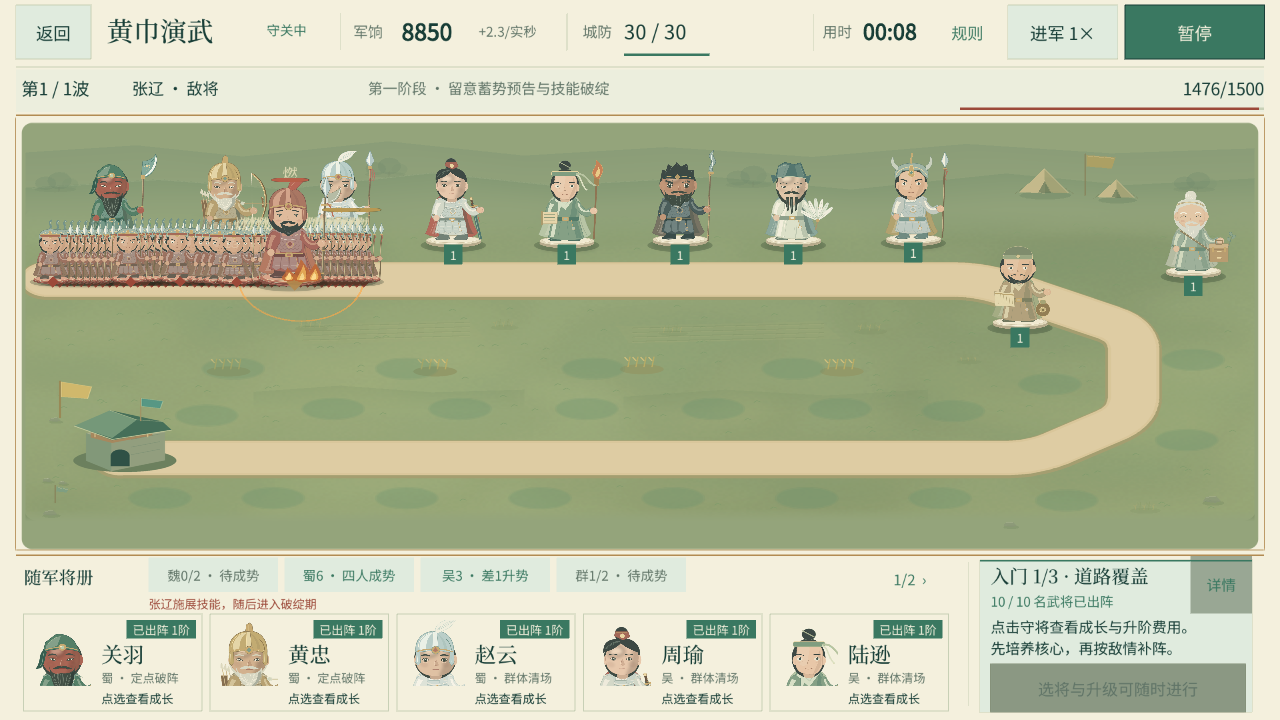 返回
黄巾演武
守关中
军饷 8850 +2.3/实秒
城防 30 / 30
用时 00:08
规则
进军 1×
暂停
第1 / 1波
张辽 · 敌将
第一阶段 · 留意蓄势预告与技能破绽
1476/1500
燃
1
1
1
1
1
1
1
随军将册
魏0/2 · 待成势
蜀6 · 四人成势
吴3 · 差1升势
群1/2 · 待成势
1/2 ›
张辽施展技能，随后进入破绽期
已出阵 1阶
关羽
蜀 · 定点破阵
点选查看成长
已出阵 1阶
黄忠
蜀 · 定点破阵
点选查看成长
已出阵 1阶
赵云
蜀 · 群体清场
点选查看成长
已出阵 1阶
周瑜
吴 · 群体清场
点选查看成长
已出阵 1阶
陆逊
吴 · 群体清场
点选查看成长
入门 1/3 · 道路覆盖
详情
10 / 10 名武将已出阵
点击守将查看成长与升阶费用。
先培养核心，再按敌情补阵。
选将与升级可随时进行